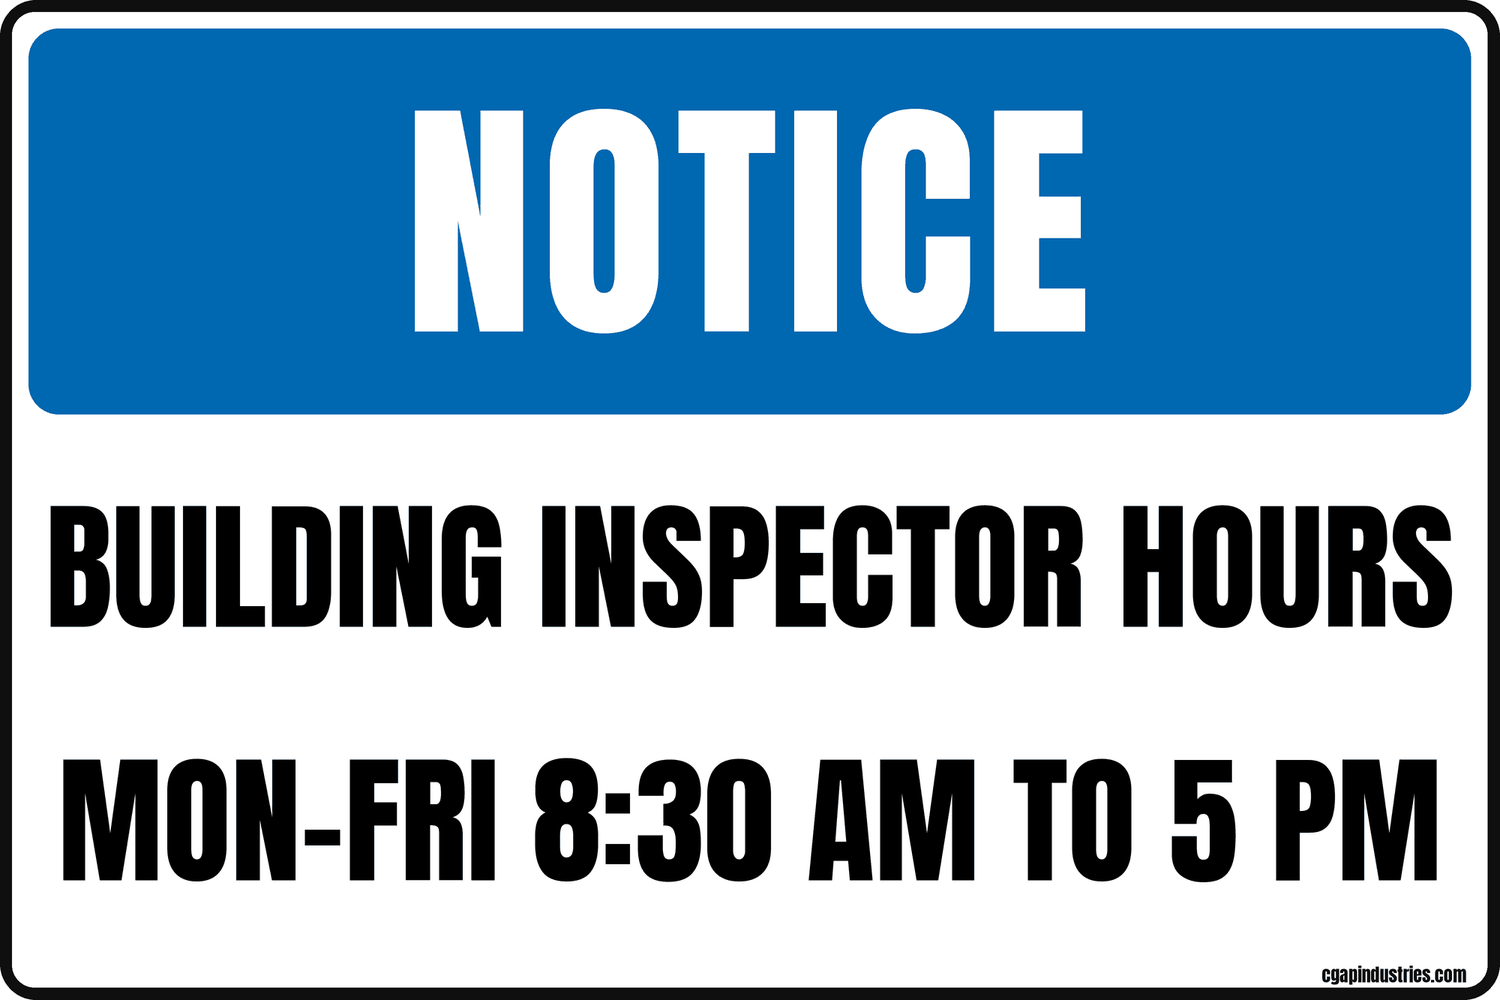 NOTICE
BUILDING INSPECTOR HOURS
MON-FRI 8:30 AM TO 5 PM
cgapindustries.com